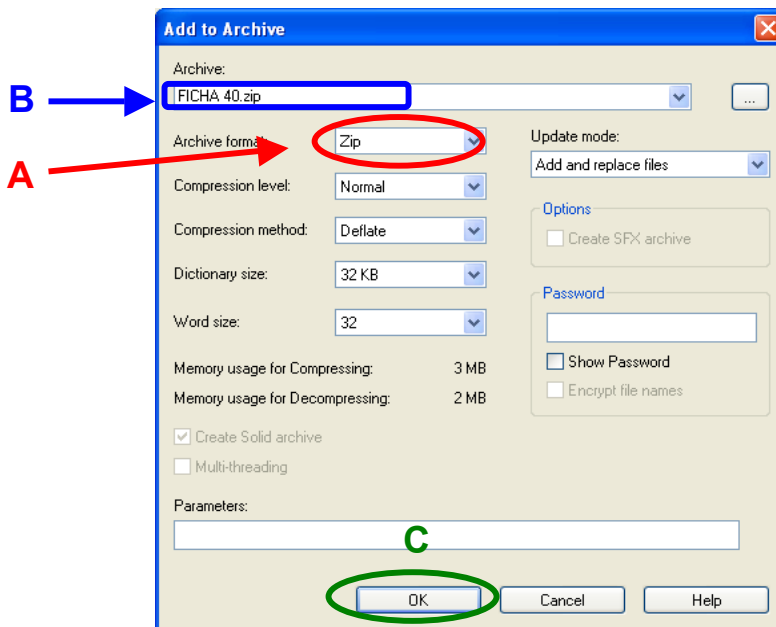 Add to Archive
Archive:
B
FICHA 40.zip
...
Archive format:
Zip
Update mode:
A
Add and replace files
Compression level:
Normal
Options
Compression method:
Deflate
Create SFX archive
Dictionary size:
32 KB
Password
Word size:
32
Memory usage for Compressing:
3 MB
Show Password
Memory usage for Decompressing:
2 MB
Encrypt file names
Create Solid archive
Multi-threading
Parameters:
C
OK
Cancel
Help